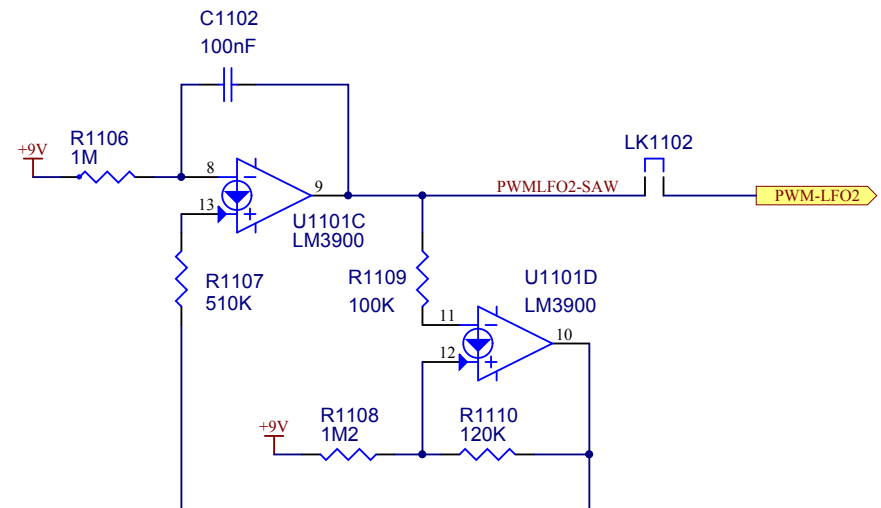 C1102
100nF
+9V
R1106
1M
8
9
13
U1101C
LM3900
R1107
510K
PWMLFO2-SAW
LK1102
PWM-LFO2
R1109
100K
U1101D
LM3900
11
10
12
+9V
R1108
1M2
R1110
120K